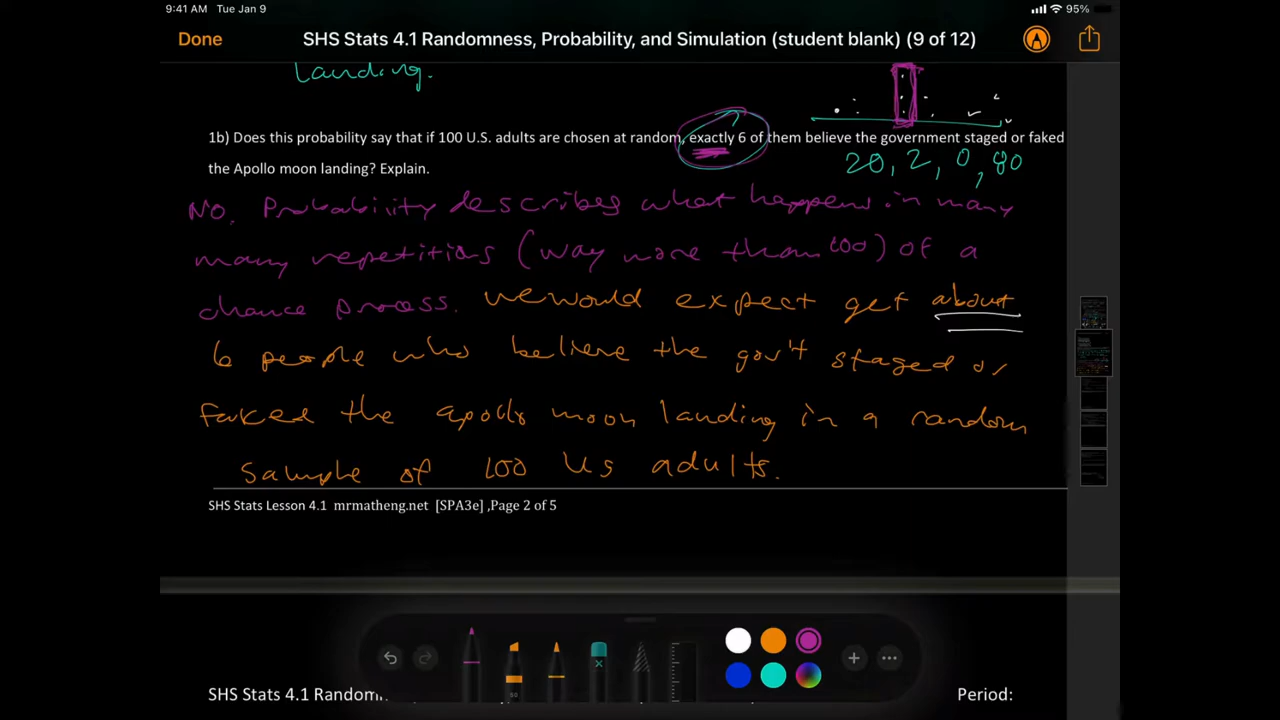 9:41 AM Tue Jan 9
95%
Done
SHS Stats 4.1 Randomness, Probability, and Simulation (student blank) (9 of 12)
landing.
1b) Does this probability say that if 100 U.S. adults are chosen at random, exactly 6 of them believe the government staged or faked
the Apollo moon landing? Explain.
20, 2, 0, 80
No. Probability describes what happens in many
many repetitions (way more than 100) of a
chance process. we would expect get about
6 people who believe the gov't staged or
faked the apollo moon landing in a random
sample of 100 US adults.
SHS Stats Lesson 4.1 mrmatheng.net [SPA3e] ,Page 2 of 5
50
SHS Stats 4.1 Random
Period: